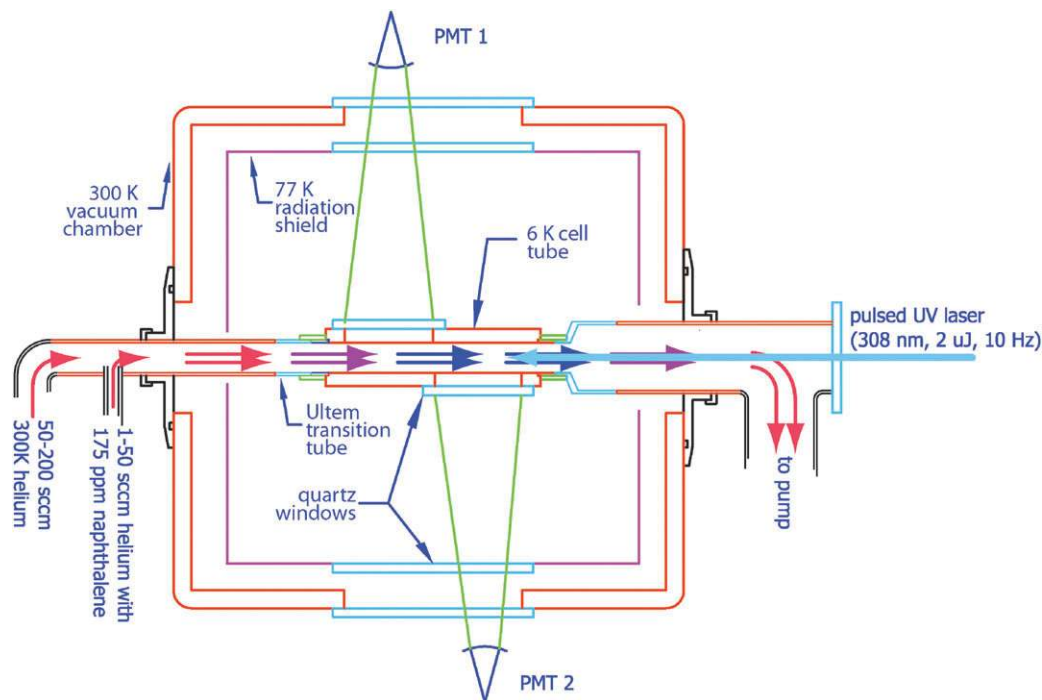 PMT 1
300 K
vacuum
chamber
77 K
radiation
shield
6 K cell
tube
pulsed UV laser
(308 nm, 2 uJ, 10 Hz)
Ultem
transition
tube
50-200 sccm
300K helium
1-50 sccm helium with
175 ppm naphthalene
quartz
windows
to pump
PMT 2